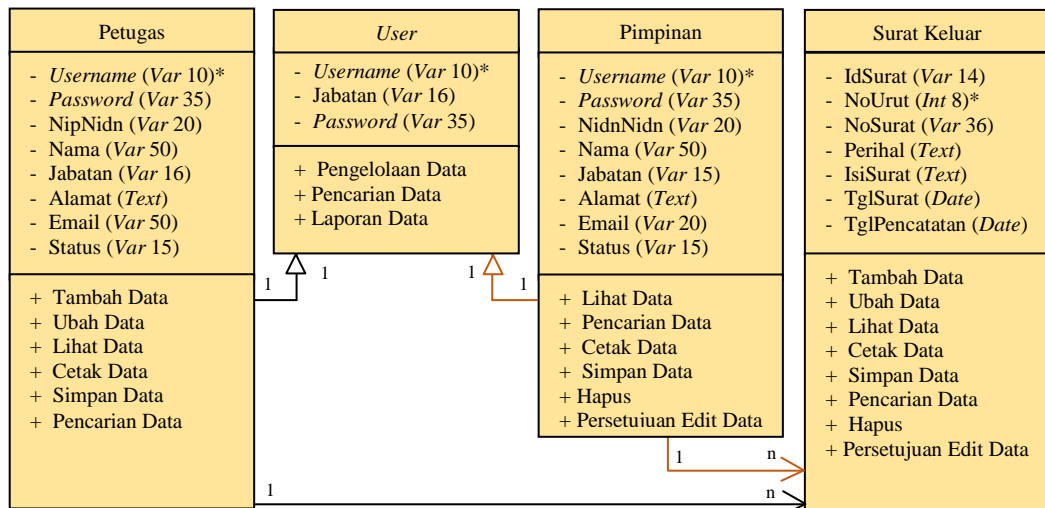 Petugas
- Username (Var 10)*
- Password (Var 35)
- NipNidn (Var 20)
- Nama (Var 50)
- Jabatan (Var 16)
- Alamat (Text)
- Email (Var 50)
- Status (Var 15)
+ Tambah Data
+ Ubah Data
+ Lihat Data
+ Cetak Data
+ Simpan Data
+ Pencarian Data
User
- Username (Var 10)*
- Jabatan (Var 16)
- Password (Var 35)
+ Pengelolaan Data
+ Pencarian Data
+ Laporan Data
Pimpinan
- Username (Var 10)*
- Password (Var 35)
- NidnNidn (Var 20)
- Nama (Var 50)
- Jabatan (Var 15)
- Alamat (Text)
- Email (Var 20)
- Status (Var 15)
+ Lihat Data
+ Pencarian Data
+ Cetak Data
+ Simpan Data
+ Hapus
+ Persetujuan Edit Data
Surat Keluar
- IdSurat (Var 14)
- NoUrut (Int 8)*
- NoSurat (Var 36)
- Perihal (Text)
- IsiSurat (Text)
- TglSurat (Date)
- TglPencatatan (Date)
+ Tambah Data
+ Ubah Data
+ Lihat Data
+ Cetak Data
+ Simpan Data
+ Pencarian Data
+ Hapus
+ Persetujuan Edit Data
1
1
1
1
1
n
1
n